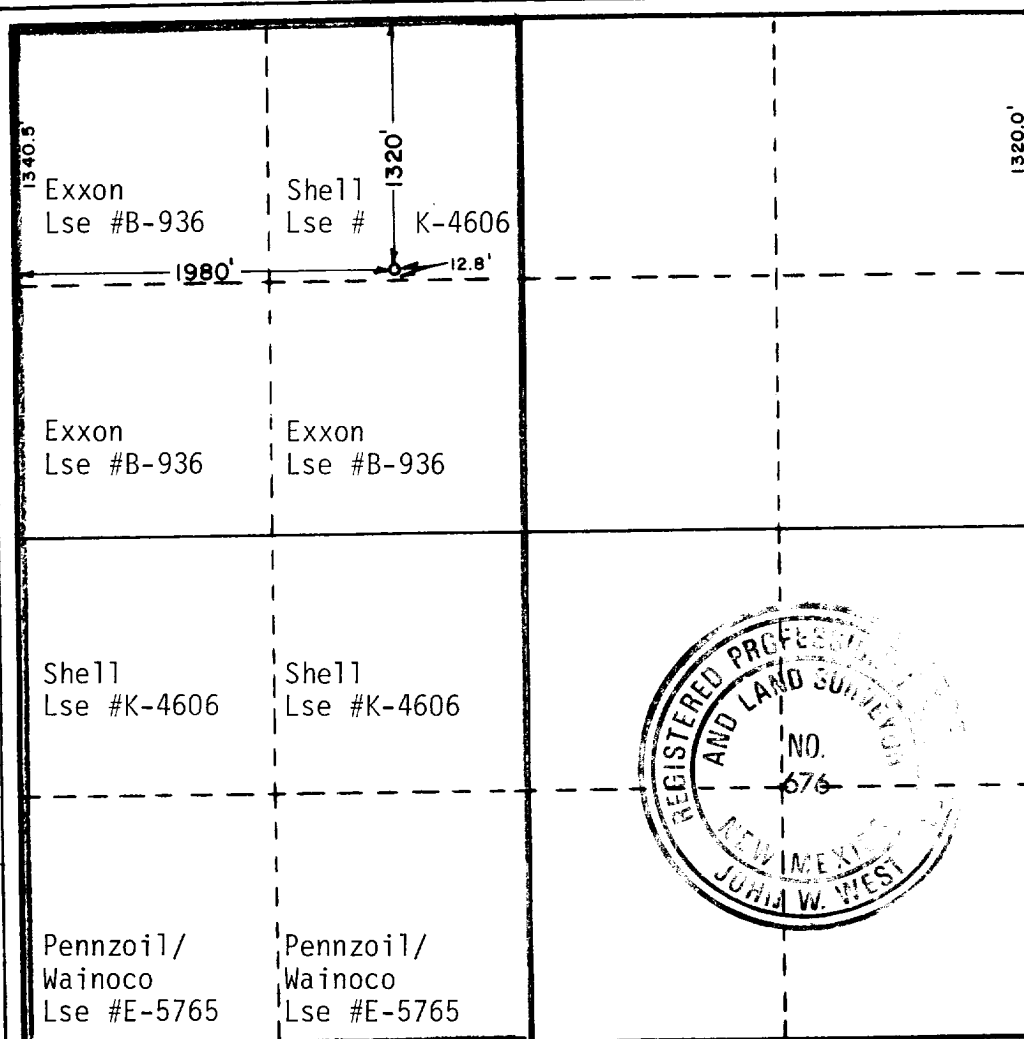 1340.5'
1320'
1320.0'
Exxon
Lse #B-936
Shell
Lse # K-4606
1980'
12.8'
Exxon
Lse #B-936
Exxon
Lse #B-936
Shell
Lse #K-4606
Shell
Lse #K-4606
REGISTERED PROFESSIONAL
AND LAND SURVEYOR
NO.
676
NEW MEXICO
JOHN W. WEST
Pennzoil/
Wainoco
Lse #E-5765
Pennzoil/
Wainoco
Lse #E-5765